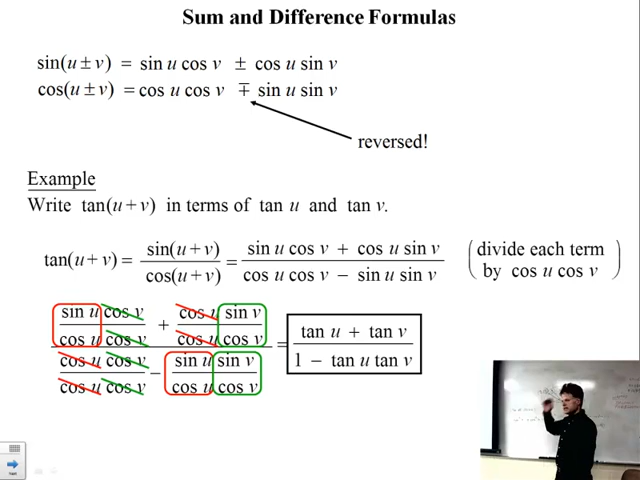 Sum and Difference Formulas
sin(u ± v) = sin u cos v ± cos u sin v
cos(u ± v) = cos u cos v ∓ sin u sin v
reversed!
Example
Write tan(u + v) in terms of tan u and tan v.
tan(u + v) = sin(u + v) / cos(u + v) = (sin u cos v + cos u sin v) / (cos u cos v − sin u sin v) (divide each term
by cos u cos v)
sin u cos v / cos u cos v + cos u sin v / cos u cos v
cos u cos v / cos u cos v − sin u sin v / cos u cos v
= (tan u + tan v) / (1 − tan u tan v)